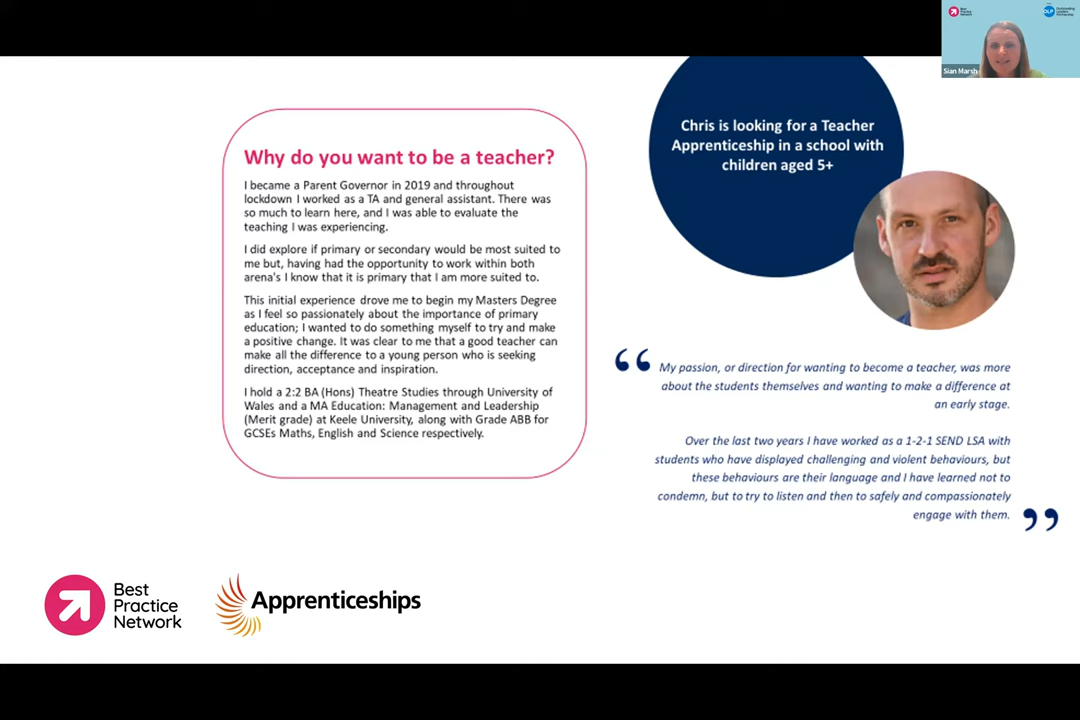 Best
Practice
Network
Sian Marsh
Why do you want to be a teacher?
I became a Parent Governor in 2019 and throughout
lockdown I worked as a TA and general assistant. There was
so much to learn here, and I was able to evaluate the
teaching I was experiencing.
I did explore if primary or secondary would be most suited to
me but, having had the opportunity to work within both
arena's I know that it is primary that I am more suited to.
This initial experience drove me to begin my Masters Degree
as I feel so passionately about the importance of primary
education; I wanted to do something myself to try and make
a positive change. It was clear to me that a good teacher can
make all the difference to a young person who is seeking
direction, acceptance and inspiration.
I hold a 2:2 BA (Hons) Theatre Studies through University of
Wales and a MA Education: Management and Leadership
(Merit grade) at Keele University, along with Grade ABB for
GCSEs Maths, English and Science respectively.
Chris is looking for a Teacher
Apprenticeship in a school with
children aged 5+
“ My passion, or direction for wanting to become a teacher, was more
about the students themselves and wanting to make a difference at
an early stage.
Over the last two years I have worked as a 1-2-1 SEND LSA with
students who have displayed challenging and violent behaviours, but
these behaviours are their language and I have learned not to
condemn, but to try to listen and then to safely and compassionately
engage with them. ”
Best
Practice
Network
Apprenticeships